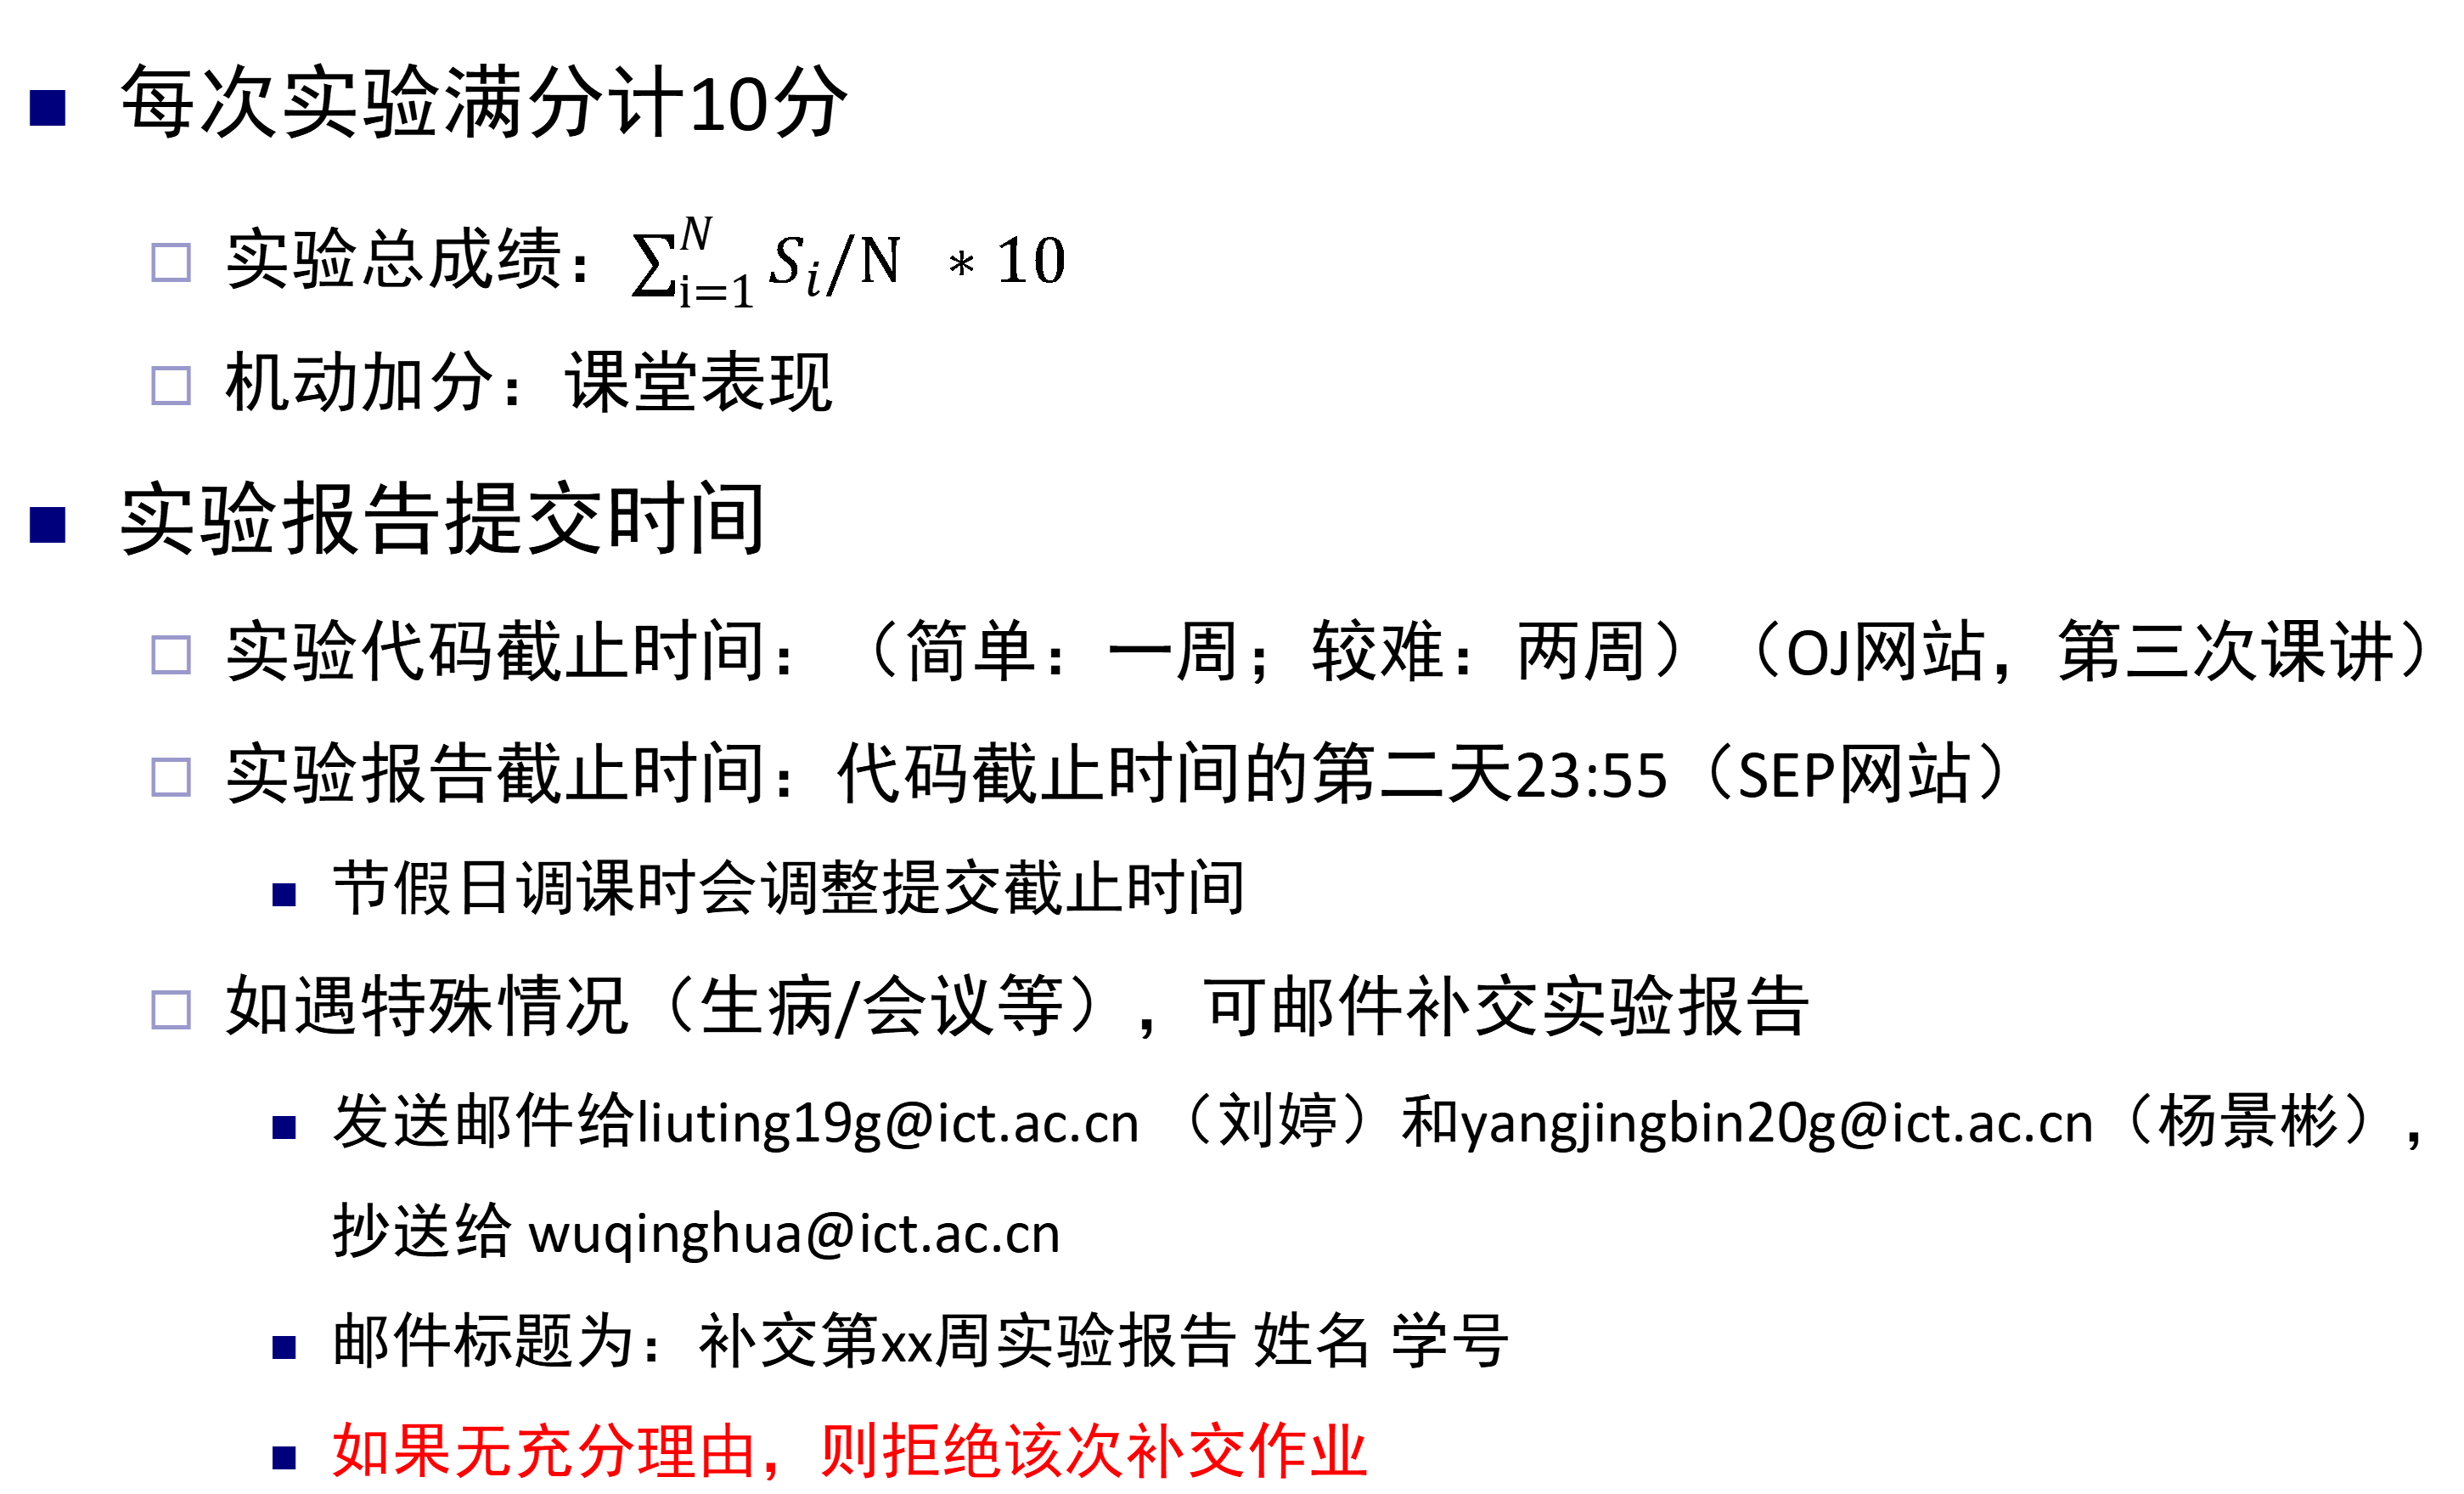 每次实验满分计10分
实验总成绩：∑_{i=1}^{N} S_i/N * 10
机动加分：课堂表现
实验报告提交时间
实验代码截止时间：（简单：一周；较难：两周）（OJ网站，第三次课讲）
实验报告截止时间：代码截止时间的第二天23:55（SEP网站）
节假日调课时会调整提交截止时间
如遇特殊情况（生病/会议等），可邮件补交实验报告
发送邮件给liuting19g@ict.ac.cn （刘婷）和yangjingbin20g@ict.ac.cn（杨景彬），
抄送给 wuqinghua@ict.ac.cn
邮件标题为：补交第xx周实验报告 姓名 学号
如果无充分理由，则拒绝该次补交作业